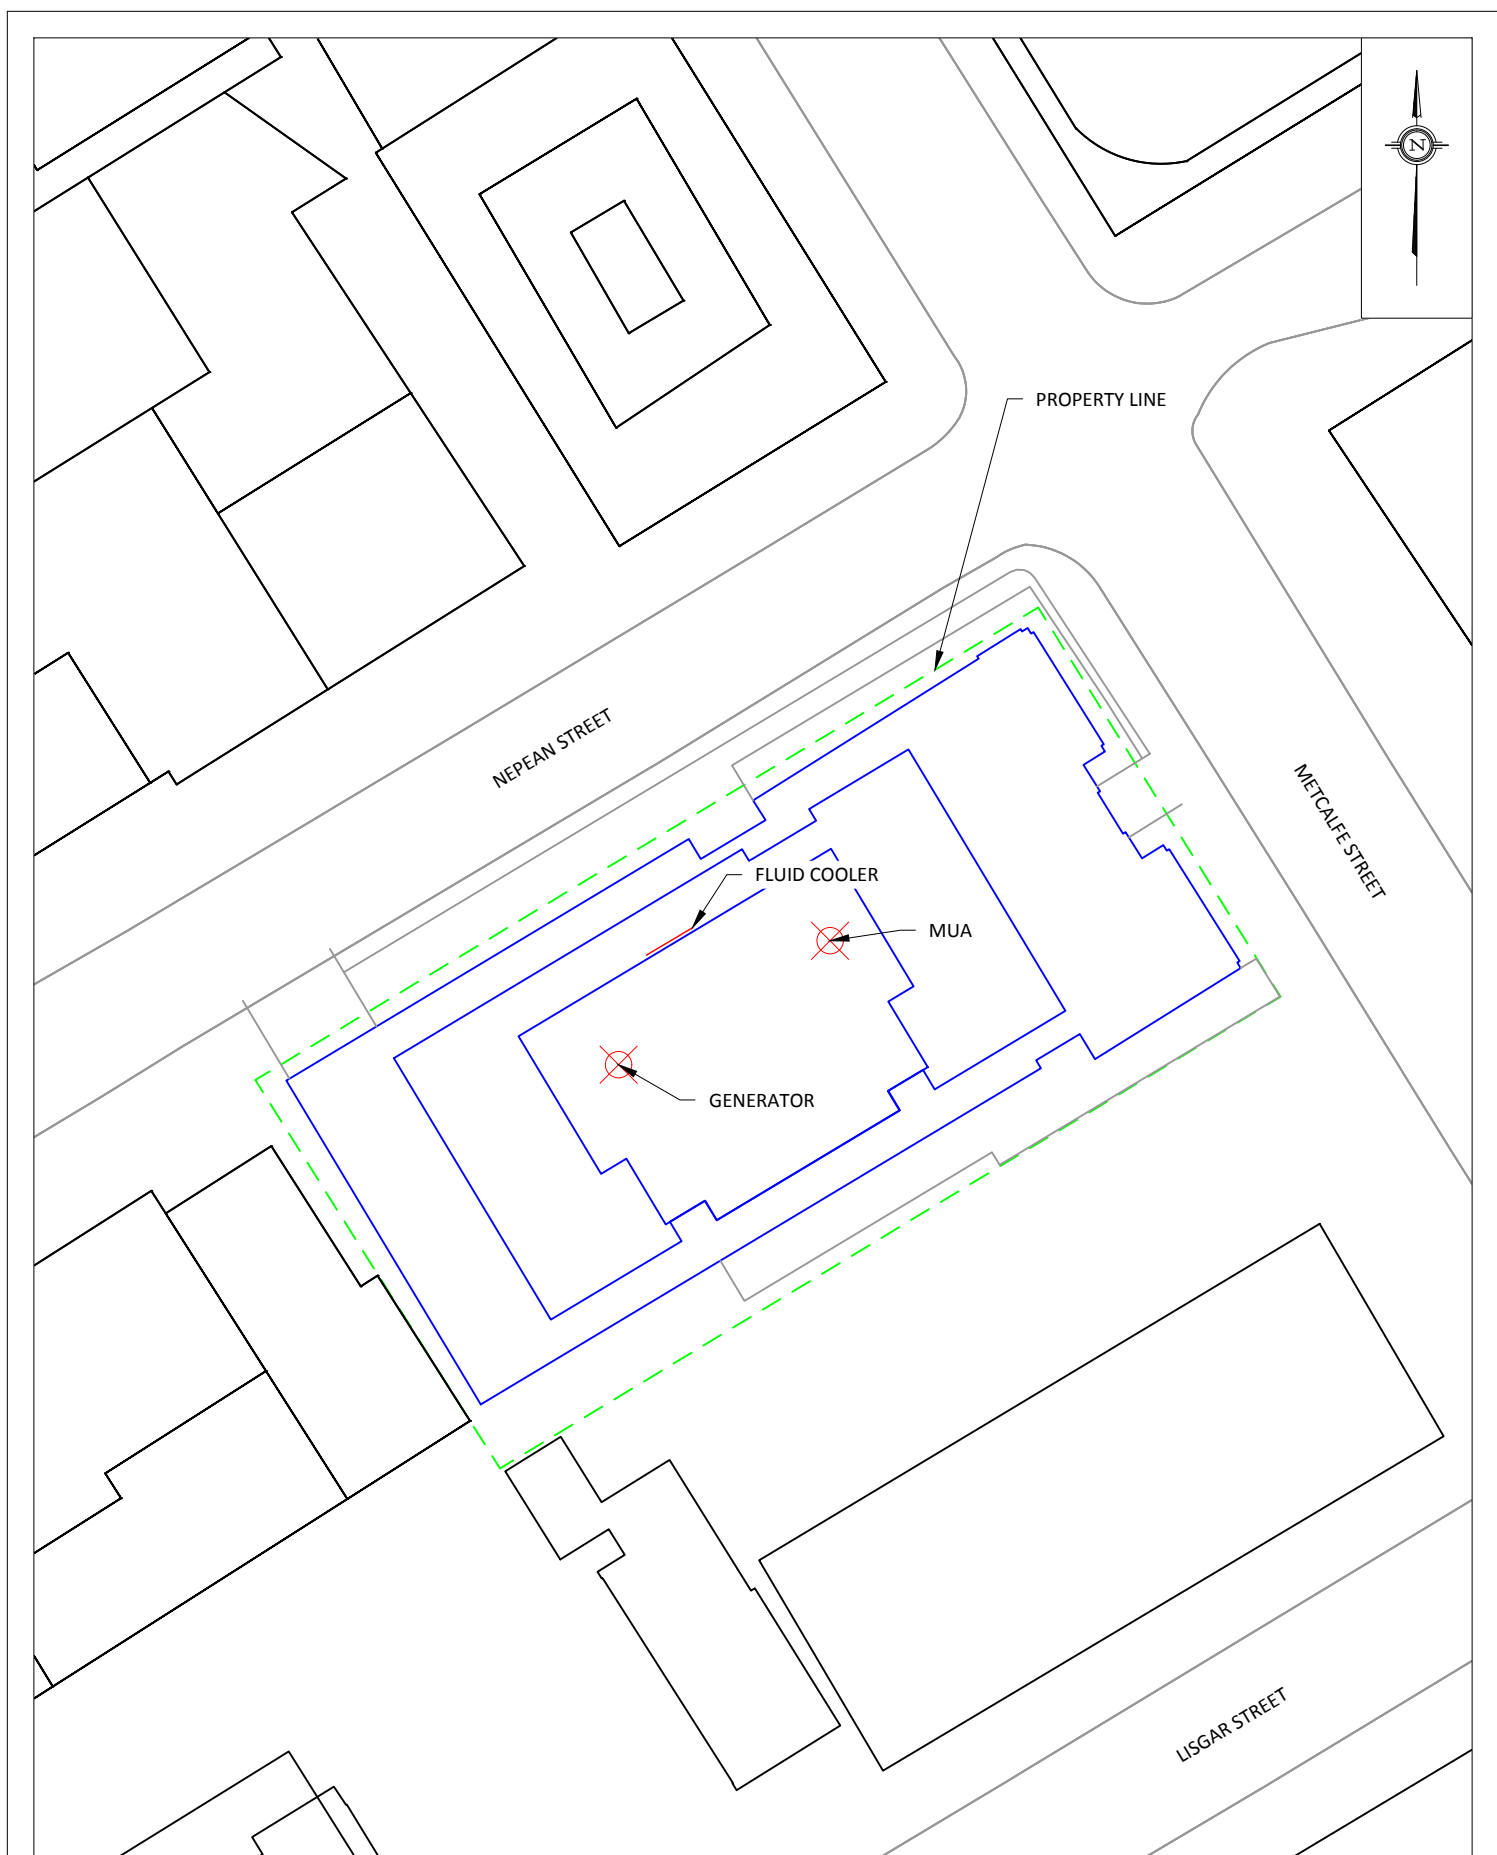 N
PROPERTY LINE
NEPEAN STREET
METCALFE STREET
FLUID COOLER
MUA
GENERATOR
LISGAR STREET